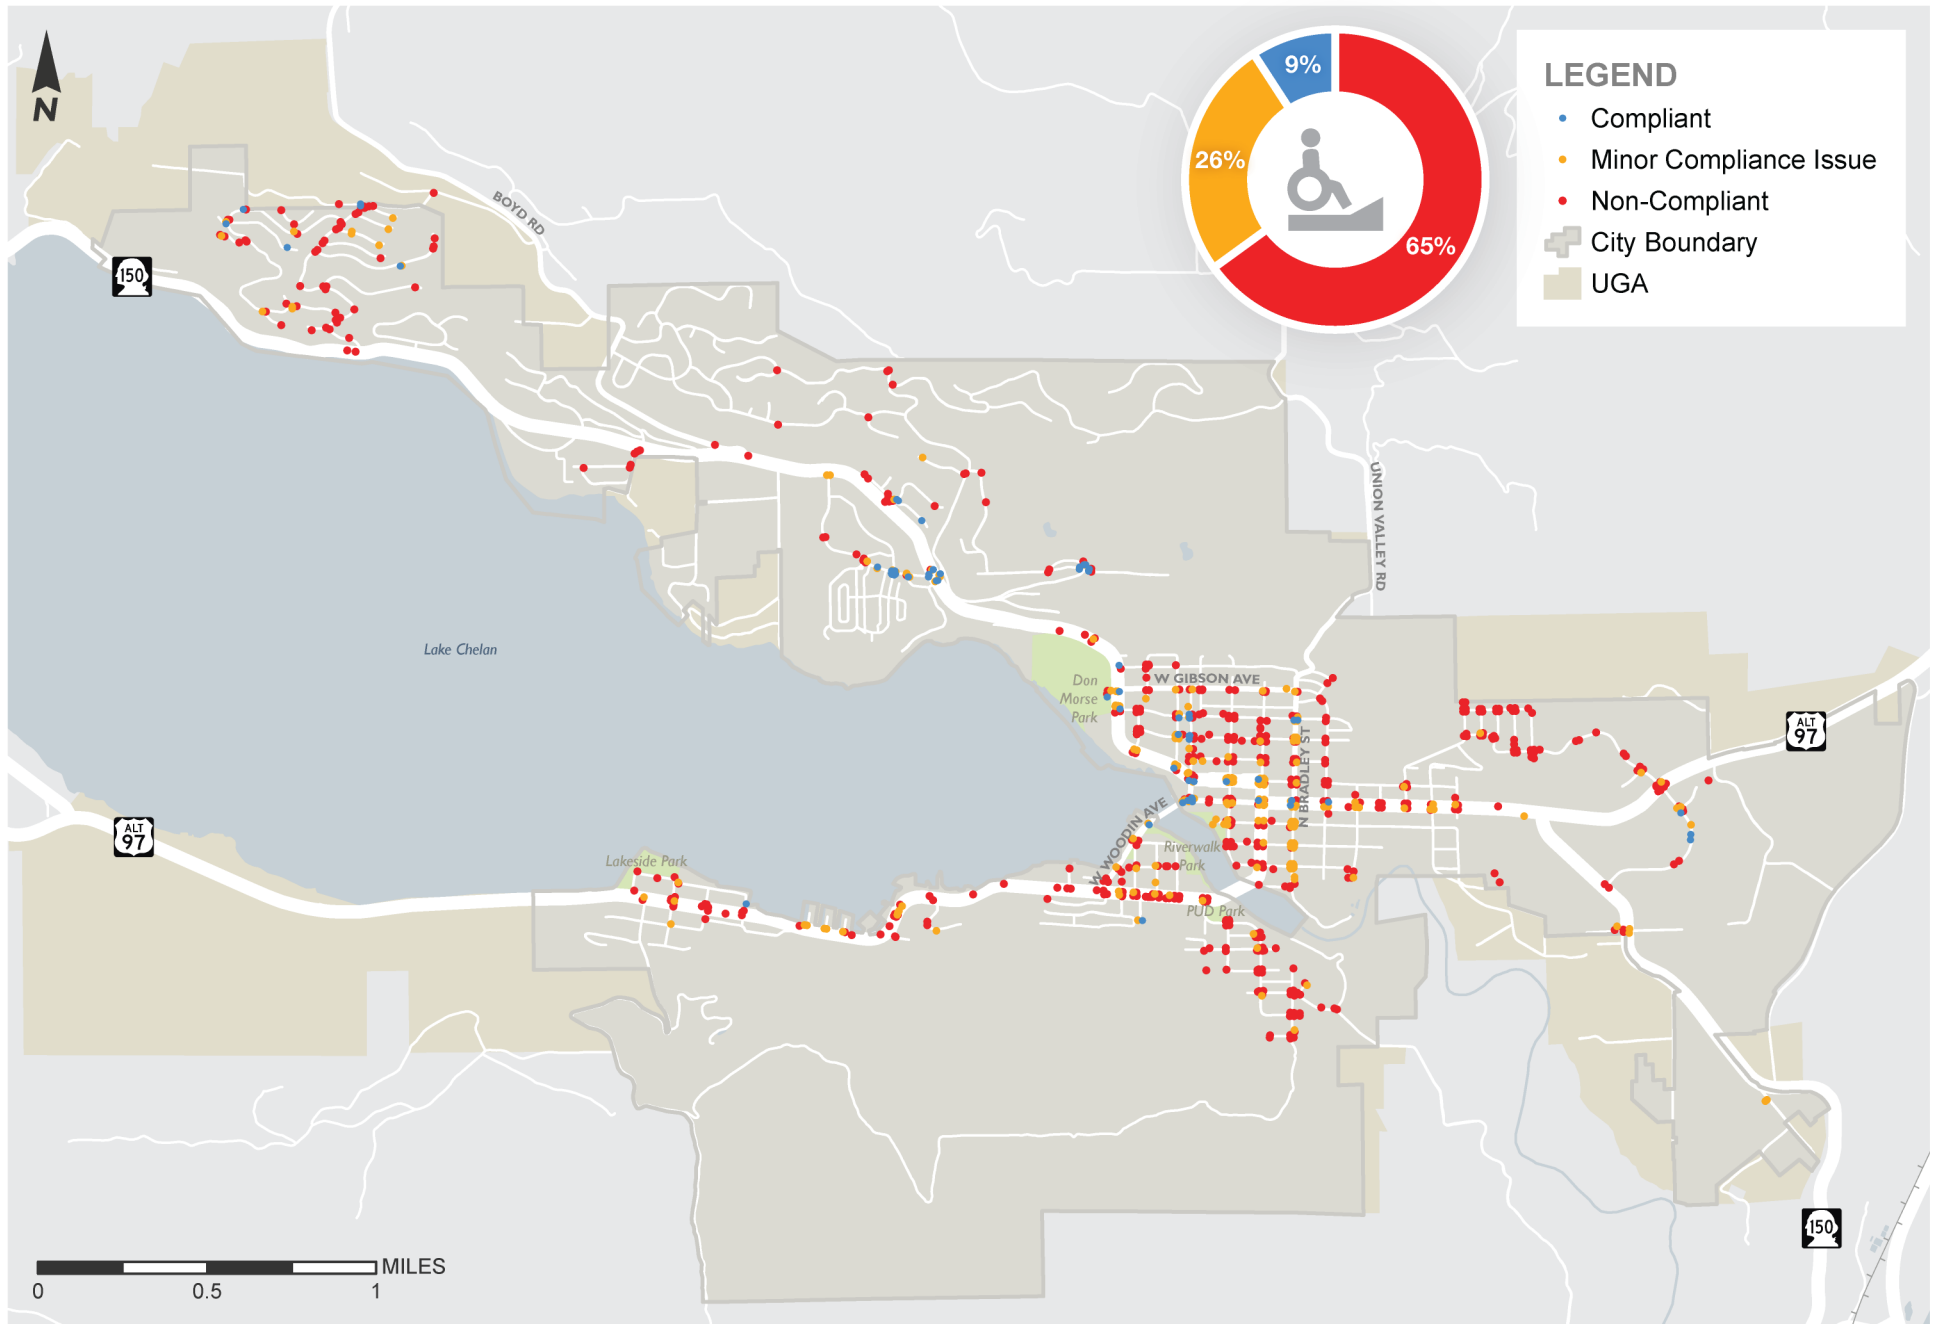 N
9%
26%
65%
LEGEND
Compliant
Minor Compliance Issue
Non-Compliant
City Boundary
UGA
BOYD RD
150
UNION VALLEY RD
Lake Chelan
Don
Morse
Park
W GIBSON AVE
N BRADLEY ST
ALT
97
W WOODIN AVE
Riverwalk
Park
ALT
97
Lakeside Park
PUD Park
150
MILES
0
0.5
1